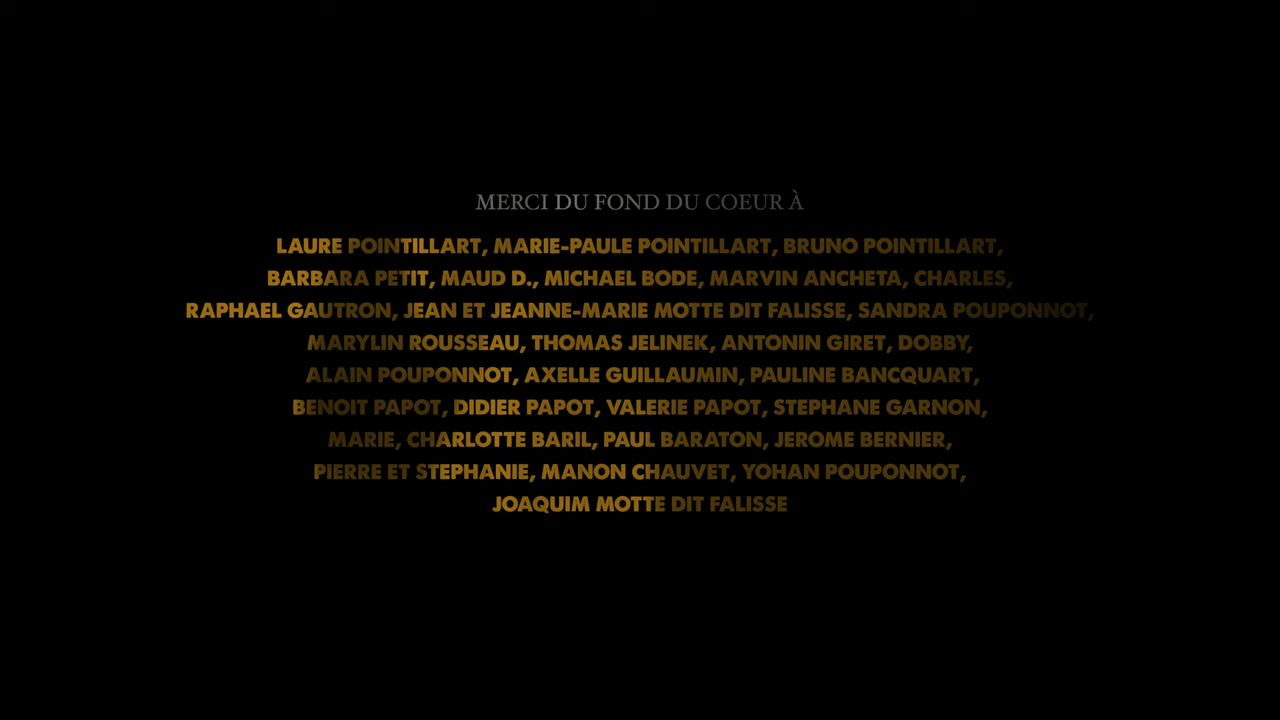 MERCI DU FOND DU COEUR À
LAURE POINTILLART, MARIE-PAULE POINTILLART, BRUNO POINTILLART,
BARBARA PETIT, MAUD D., MICHAEL BODE, MARVIN ANCHETA, CHARLES,
RAPHAEL GAUTRON, JEAN ET JEANNE-MARIE MOTTE DIT FALISSE, SANDRA POUPONNOT,
MARYLIN ROUSSEAU, THOMAS JELINEK, ANTONIN GIRET, DOBBY,
ALAIN POUPONNOT, AXELLE GUILLAUMIN, PAULINE BANCQUART,
BENOIT PAPOT, DIDIER PAPOT, VALERIE PAPOT, STEPHANE GARNON,
MARIE, CHARLOTTE BARIL, PAUL BARATON, JEROME BERNIER,
PIERRE ET STEPHANIE, MANON CHAUVET, YOHAN POUPONNOT,
JOAQUIM MOTTE DIT FALISSE